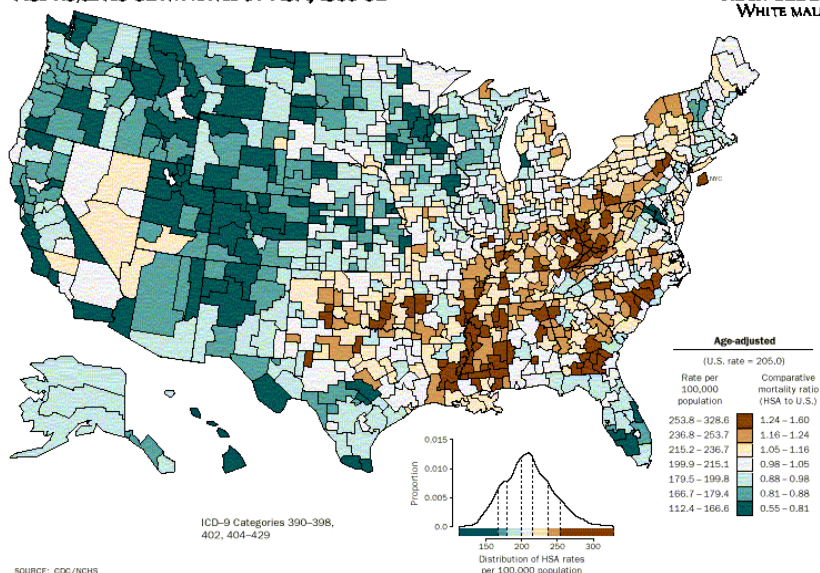 WHITE MAL
NYC
Age-adjusted
(U.S. rate = 205.0)
Rate per
100,000
population
Comparative
mortality ratio
(HSA to U.S.)
253.8 – 328.6 1.24 – 1.60
236.8 – 253.7 1.16 – 1.24
215.2 – 236.7 1.05 – 1.16
199.9 – 215.1 0.98 – 1.05
179.5 – 199.8 0.88 – 0.98
166.7 – 179.4 0.81 – 0.88
112.4 – 166.6 0.55 – 0.81
0.015
0.010
0.005
0.0
Proportion
150 200 250 300
Distribution of HSA rates
per 100,000 population
ICD–9 Categories 390–398,
402, 404–429
SOURCE: CDC/NCHS